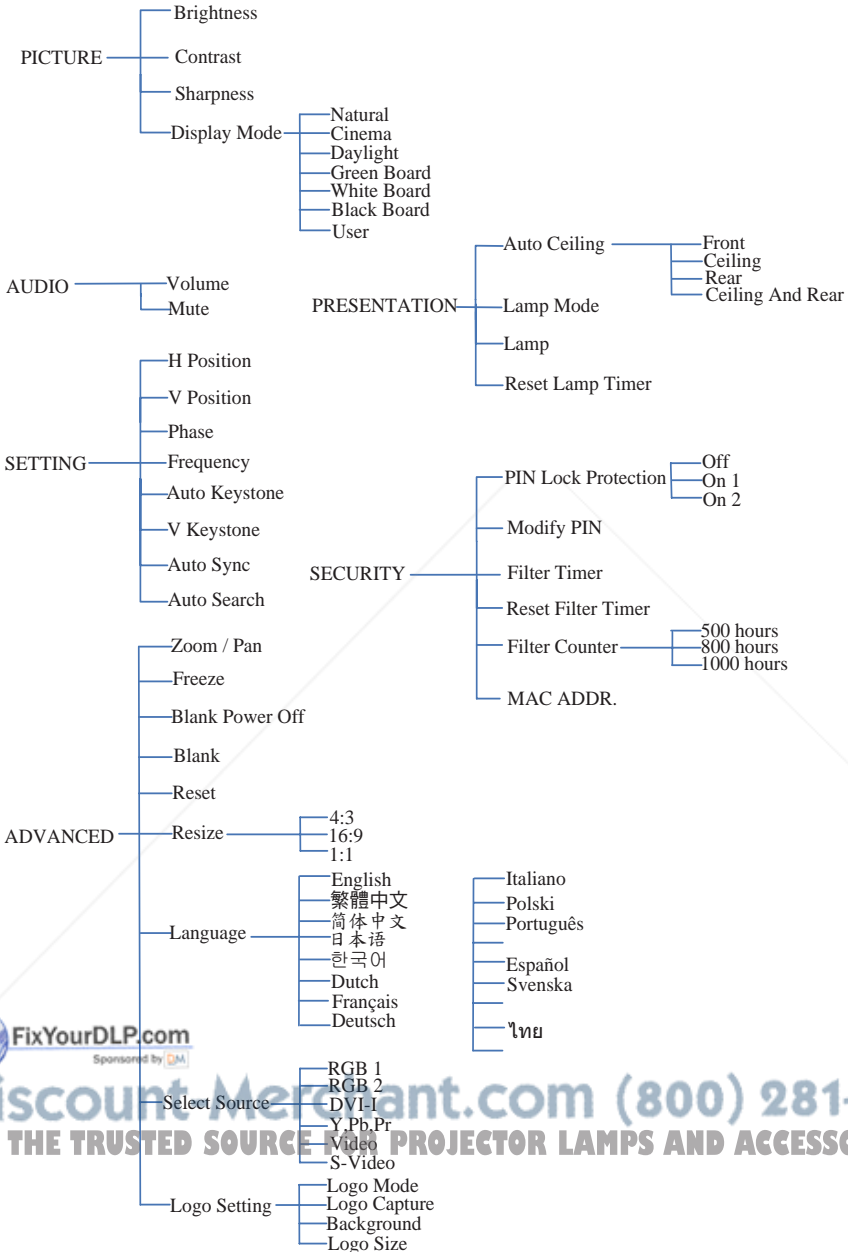 PICTURE
Brightness
Contrast
Sharpness
Display Mode
Natural
Cinema
Daylight
Green Board
White Board
Black Board
User
AUDIO
Volume
Mute
SETTING
H Position
V Position
Phase
Frequency
Auto Keystone
V Keystone
Auto Sync
Auto Search
ADVANCED
Zoom / Pan
Freeze
Blank Power Off
Blank
Reset
Resize
4:3
16:9
1:1
Language
English
繁體中文
简体中文
日本语
한국어
Dutch
Français
Deutsch
Italiano
Polski
Português
Español
Svenska
ไทย
Select Source
RGB 1
RGB 2
DVI-I
Y.Pb.Pr
Video
S-Video
Logo Setting
Logo Mode
Logo Capture
Background
Logo Size
PRESENTATION
Auto Ceiling
Front
Ceiling
Rear
Ceiling And Rear
Lamp Mode
Lamp
Reset Lamp Timer
SECURITY
PIN Lock Protection
Off
On 1
On 2
Modify PIN
Filter Timer
Reset Filter Timer
Filter Counter
500 hours
800 hours
1000 hours
MAC ADDR.
FixYourDLP.com
Sponsored by DM
iscount-Merchant.com (800) 281-
THE TRUSTED SOURCE FOR PROJECTOR LAMPS AND ACCESSO